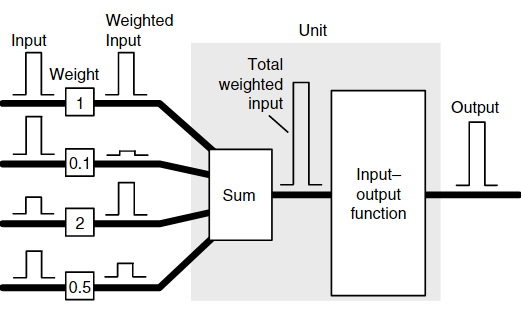 Input
Weighted
Input
Unit
Weight
Total
weighted
input
Output
1
0.1
Sum
Input–
output
function
2
0.5